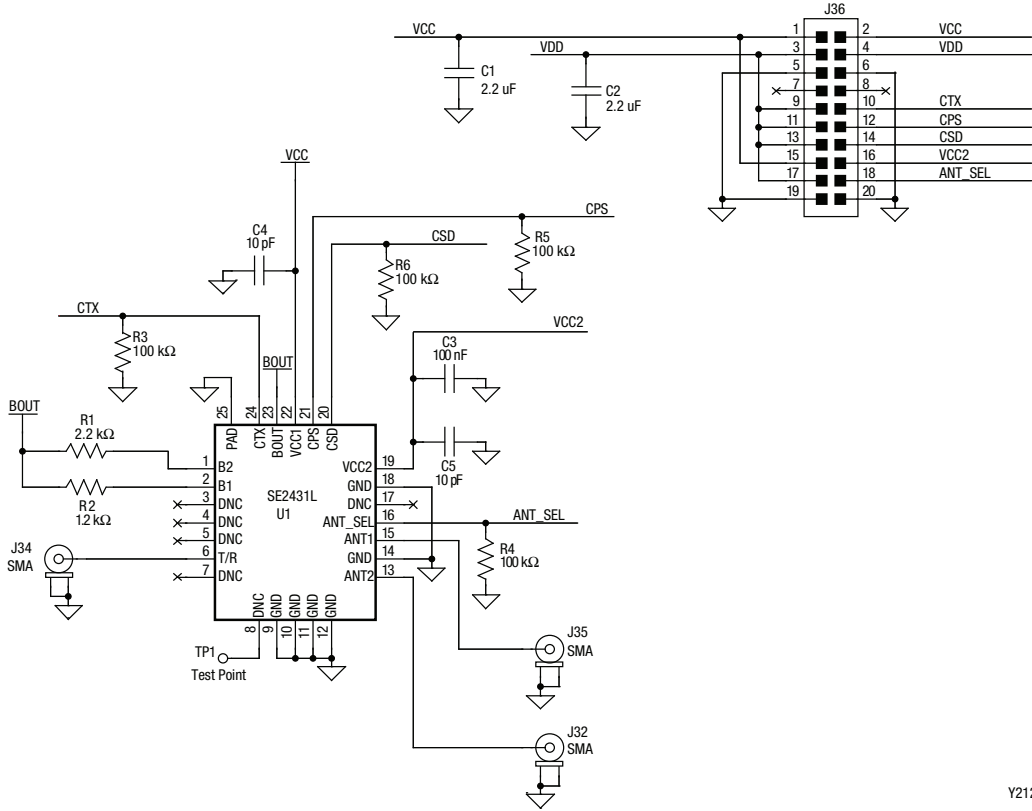 J36
VCC
1
2
VCC
VDD
3
4
VDD
5
6
C1
2.2 uF
C2
2.2 uF
7
8
9
10
CTX
11
12
CPS
13
14
CSD
15
16
VCC2
17
18
ANT_SEL
19
20
VCC
CPS
C4
10 pF
CSD
R5
100 kΩ
R6
100 kΩ
CTX
VCC2
R3
100 kΩ
C3
100 nF
BOUT
BOUT
25
24
23
22
21
20
PAD
CTX
BOUT
VCC1
CPS
CSD
R1
2.2 kΩ
C5
10 pF
1
B2
VCC2
19
2
B1
GND
18
R2
1.2 kΩ
3
DNC
SE2431L
U1
DNC
17
4
DNC
ANT_SEL
16
ANT_SEL
5
DNC
ANT1
15
R4
100 kΩ
J34
SMA
6
T/R
GND
14
7
DNC
ANT2
13
DNC
GND
GND
GND
GND
8
9
10
11
12
TP1
Test Point
J35
SMA
J32
SMA
Y212